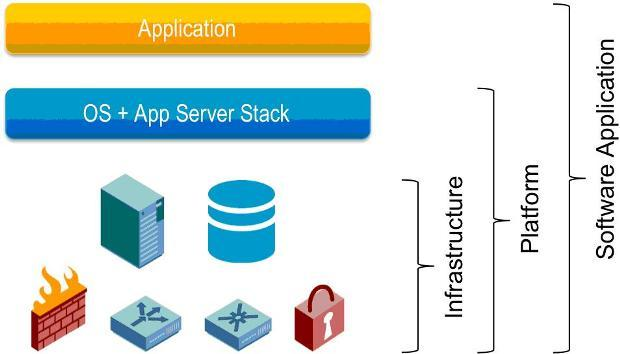 Application
OS + App Server Stack
Infrastructure
Platform
Software Application